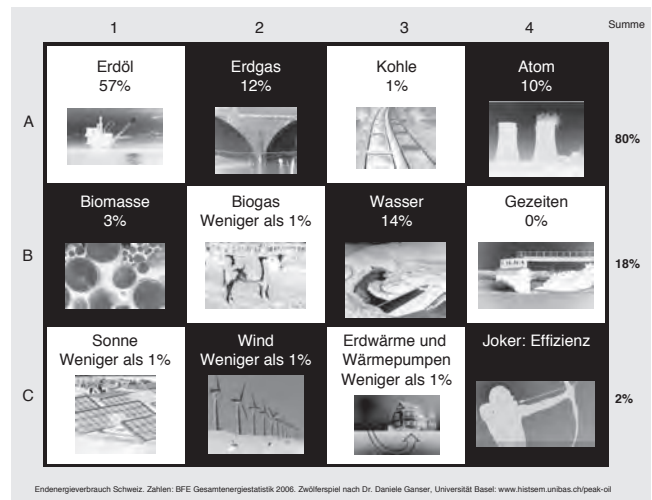 1 2 3 4 Summe
A
Erdöl
57%
Erdgas
12%
Kohle
1%
Atom
10%
80%
B
Biomasse
3%
Biogas
Weniger als 1%
Wasser
14%
Gezeiten
0%
18%
C
Sonne
Weniger als 1%
Wind
Weniger als 1%
Erdwärme und
Wärmepumpen
Weniger als 1%
Joker: Effizienz
2%
Endenergieverbrauch Schweiz. Zahlen: BFE Gesamtenergiestatistik 2006. Zwölferspiel nach Dr. Daniele Ganser, Universität Basel: www.histsem.unibas.ch/peak-oil